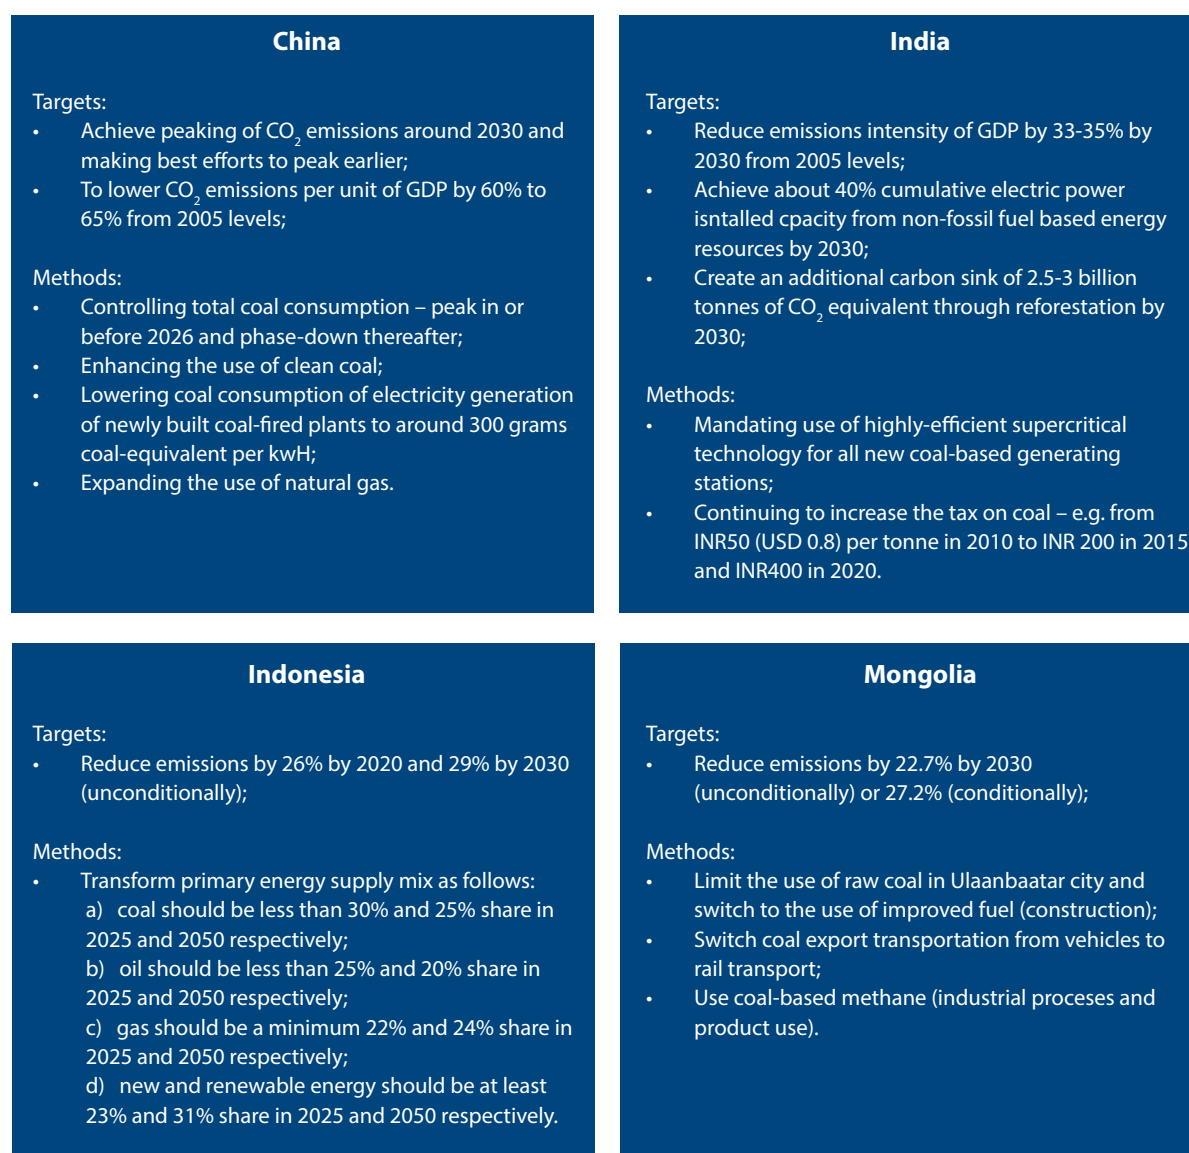 China
Targets:
• Achieve peaking of CO₂ emissions around 2030 and
making best efforts to peak earlier;
• To lower CO₂ emissions per unit of GDP by 60% to
65% from 2005 levels;
Methods:
• Controlling total coal consumption – peak in or
before 2026 and phase-down thereafter;
• Enhancing the use of clean coal;
• Lowering coal consumption of electricity generation
of newly built coal-fired plants to around 300 grams
coal-equivalent per kwH;
• Expanding the use of natural gas.
India
Targets:
• Reduce emissions intensity of GDP by 33-35% by
2030 from 2005 levels;
• Achieve about 40% cumulative electric power
isntalled cpacity from non-fossil fuel based energy
resources by 2030;
• Create an additional carbon sink of 2.5-3 billion
tonnes of CO₂ equivalent through reforestation by
2030;
Methods:
• Mandating use of highly-efficient supercritical
technology for all new coal-based generating
stations;
• Continuing to increase the tax on coal – e.g. from
INR50 (USD 0.8) per tonne in 2010 to INR 200 in 2015
and INR400 in 2020.
Indonesia
Targets:
• Reduce emissions by 26% by 2020 and 29% by 2030
(unconditionally);
Methods:
• Transform primary energy supply mix as follows:
a) coal should be less than 30% and 25% share in
2025 and 2050 respectively;
b) oil should be less than 25% and 20% share in
2025 and 2050 respectively;
c) gas should be a minimum 22% and 24% share in
2025 and 2050 respectively;
d) new and renewable energy should be at least
23% and 31% share in 2025 and 2050 respectively.
Mongolia
Targets:
• Reduce emissions by 22.7% by 2030
(unconditionally) or 27.2% (conditionally);
Methods:
• Limit the use of raw coal in Ulaanbaatar city and
switch to the use of improved fuel (construction);
• Switch coal export transportation from vehicles to
rail transport;
• Use coal-based methane (industrial proceses and
product use).